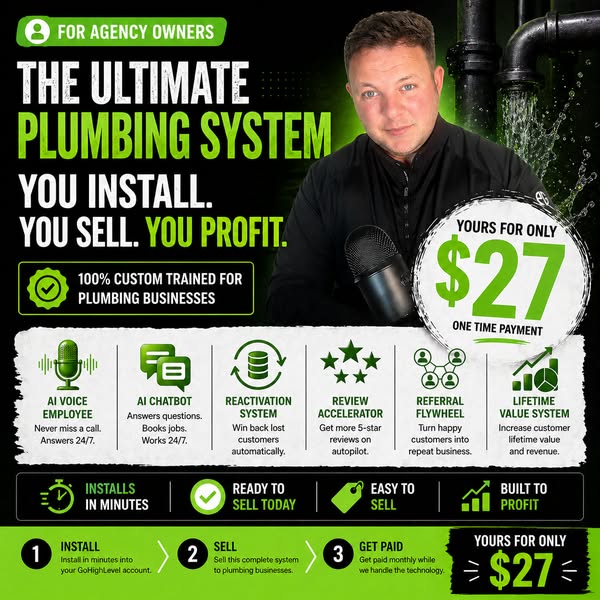 FOR AGENCY OWNERS
THE ULTIMATE
PLUMBING SYSTEM
YOU INSTALL.
YOU SELL. YOU PROFIT.
100% CUSTOM TRAINED FOR
PLUMBING BUSINESSES
YOURS FOR ONLY
$27
ONE TIME PAYMENT
AI VOICE
EMPLOYEE
Never miss a call.
Answers 24/7.
AI CHATBOT
Answers questions.
Books jobs.
Works 24/7.
REACTIVATION
SYSTEM
Win back lost
customers
automatically.
REVIEW
ACCELERATOR
Get more 5-star
reviews on
autopilot.
REFERRAL
FLYWHEEL
Turn happy
customers into
repeat business.
LIFETIME
VALUE SYSTEM
Increase customer
lifetime value
and revenue.
INSTALLS
IN MINUTES
READY TO
SELL TODAY
EASY TO
SELL
BUILT TO
PROFIT
1
INSTALL
Install in minutes into
your GoHighLevel account.
2
SELL
Sell this complete system
to plumbing businesses.
3
GET PAID
Get paid monthly while
we handle the technology.
YOURS FOR ONLY
$27